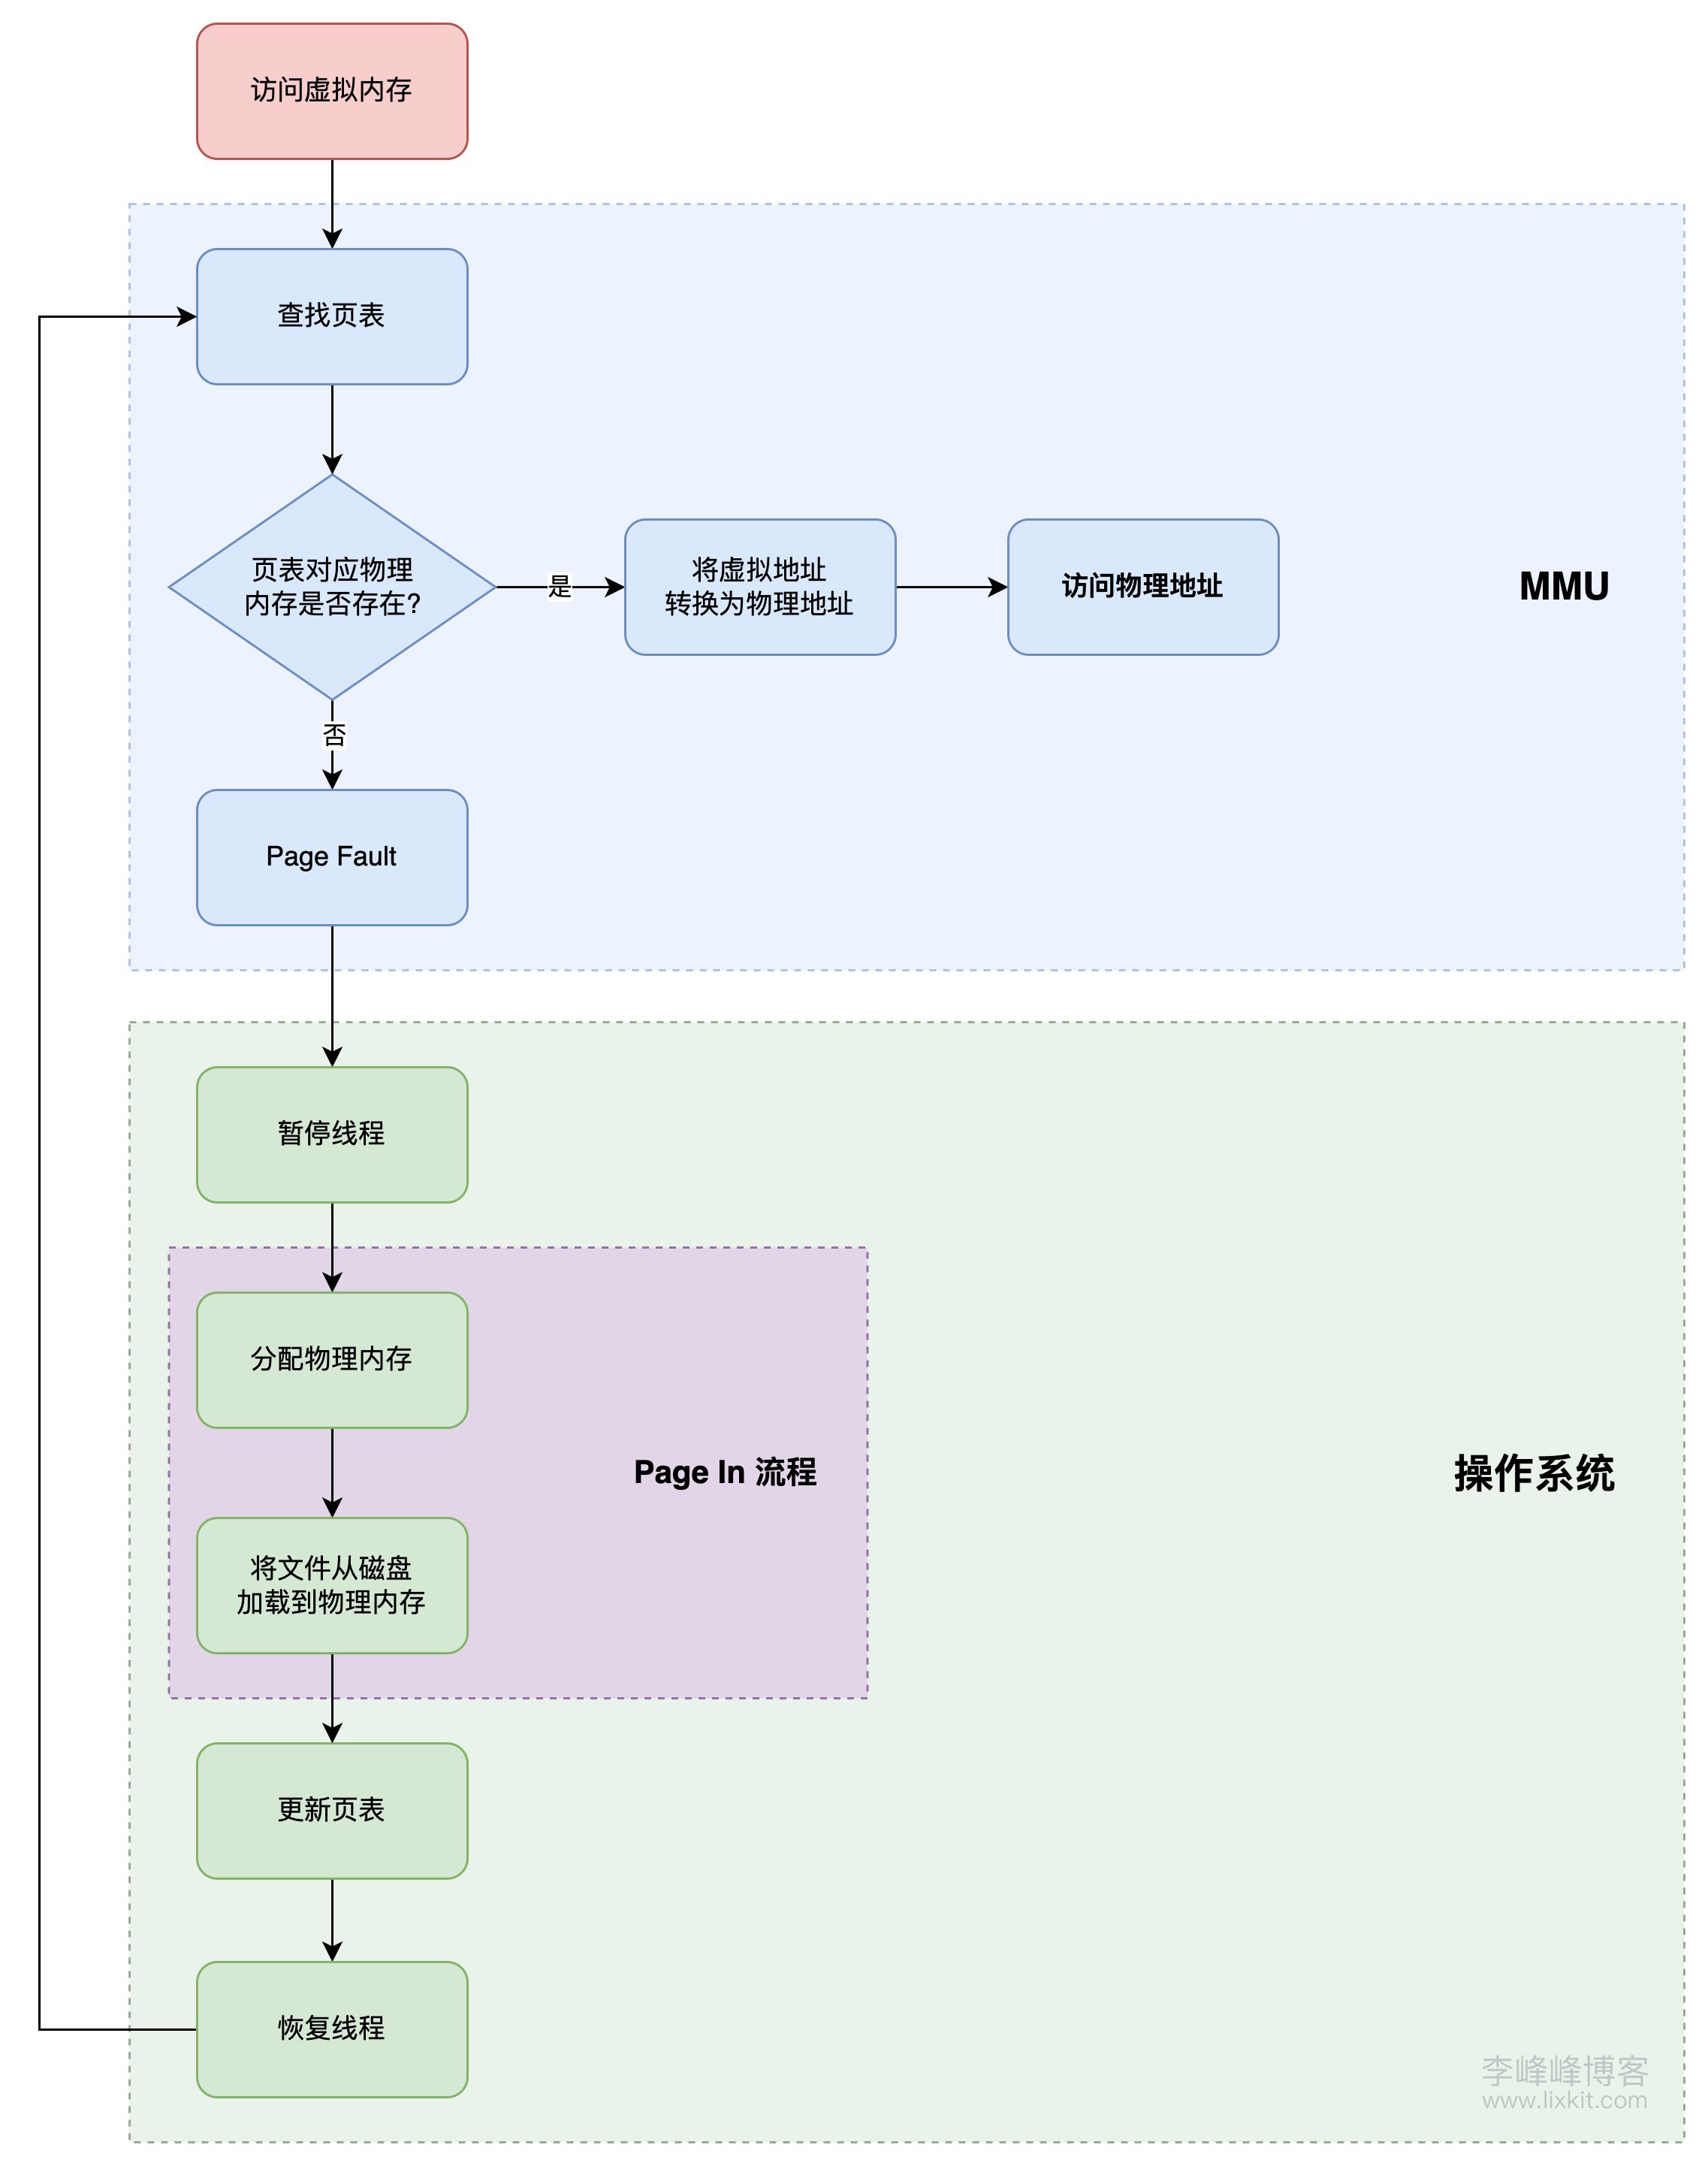 访问虚拟内存
查找页表
页表对应物理
内存是否存在?
是
将虚拟地址
转换为物理地址
访问物理地址
MMU
否
Page Fault
暂停线程
分配物理内存
Page In 流程
操作系统
将文件从磁盘
加载到物理内存
更新页表
恢复线程
李峰峰博客
www.lixkit.com